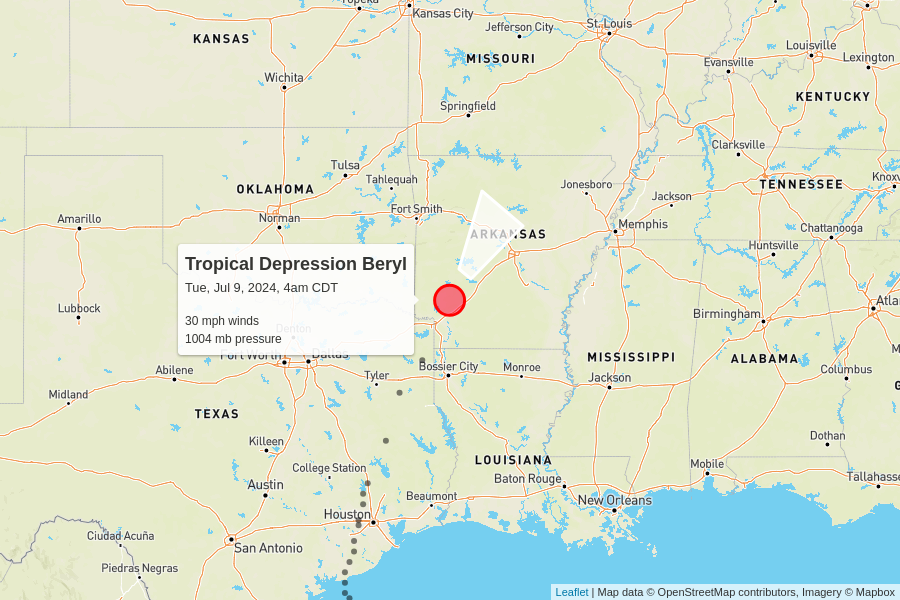 Topeka
Kansas City
Jefferson City
St. Louis
Louisville
Lexington
KANSAS
MISSOURI
Evansville
Wichita
KENTUCKY
Springfield
Clarksville
Tulsa
Tahlequah
Jonesboro
Jackson
TENNESSEE
Knoxv
OKLAHOMA
Amarillo
Norman
Fort Smith
ARKANSAS
Memphis
Chattanooga
Huntsville
Tropical Depression Beryl
Tue, Jul 9, 2024, 4am CDT
30 mph winds
1004 mb pressure
Lubbock
Denton
Birmingham
Atlan
Fort Worth
Dallas
Abilene
Tyler
Bossier City
Monroe
MISSISSIPPI
ALABAMA
M
Columbus
Midland
Jackson
G
TEXAS
Killeen
Dothan
College Station
LOUISIANA
Mobile
Austin
Beaumont
Baton Rouge
Tallahasse
New Orleans
Houston
Ciudad Acuña
San Antonio
Piedras Negras
Leaflet | Map data © OpenStreetMap contributors, Imagery © Mapbox